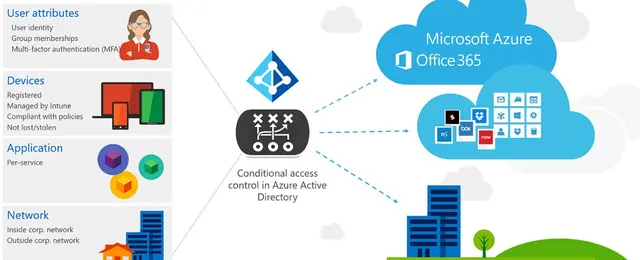 User attributes
User identity
Group memberships
Multi-factor authentication (MFA)
Devices
Registered
Managed by Intune
Compliant with policies
Not lost/stolen
Application
Per-service
Network
Inside corp. network
Outside corp. network
Conditional access
control in Azure Active
Directory
Microsoft Azure
Office 365
box